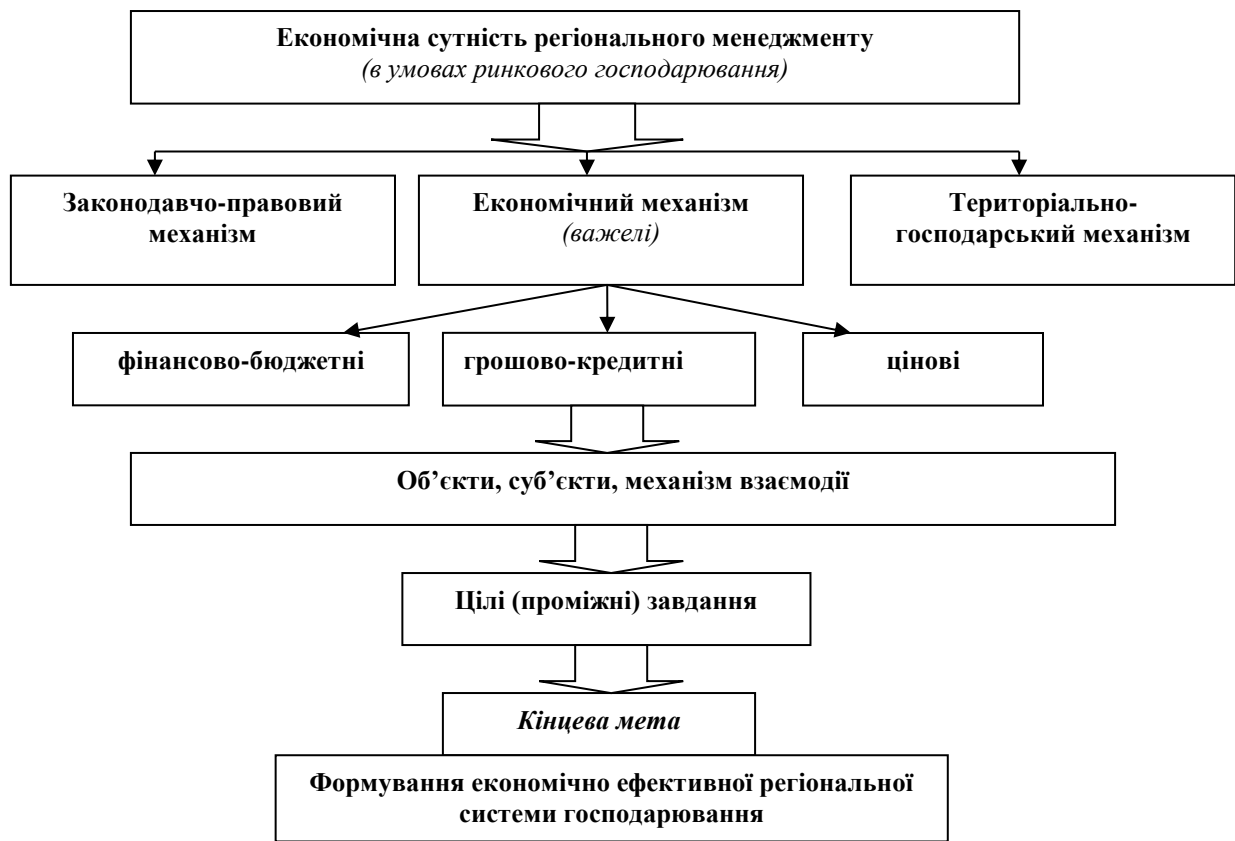 Економічна сутність регіонального менеджменту
(в умовах ринкового господарювання)
Законодавчо-правовий
механізм
Економічний механізм
(важелі)
Територіально-
господарський механізм
фінансово-бюджетні
грошово-кредитні
цінові
Об’єкти, суб’єкти, механізм взаємодії
Цілі (проміжні) завдання
Кінцева мета
Формування економічно ефективної регіональної
системи господарювання